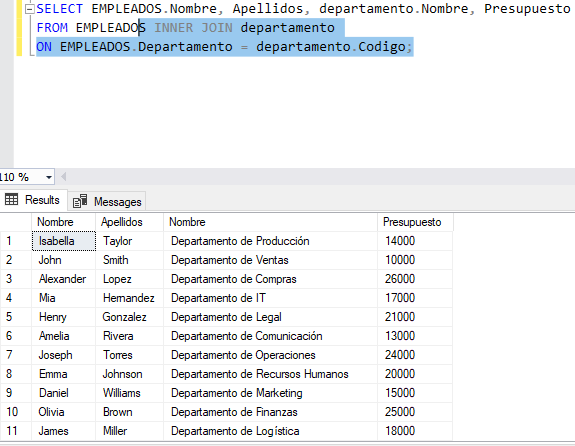 SELECT EMPLEADOS.Nombre, Apellidos, departamento.Nombre, Presupuesto
FROM EMPLEADOS INNER JOIN departamento
ON EMPLEADOS.Departamento = departamento.Codigo;
110 %
Results Messages
Nombre Apellidos Nombre Presupuesto
1 Isabella Taylor Departamento de Producción 14000
2 John Smith Departamento de Ventas 10000
3 Alexander Lopez Departamento de Compras 26000
4 Mia Hernandez Departamento de IT 17000
5 Henry Gonzalez Departamento de Legal 21000
6 Amelia Rivera Departamento de Comunicación 13000
7 Joseph Torres Departamento de Operaciones 24000
8 Emma Johnson Departamento de Recursos Humanos 20000
9 Daniel Williams Departamento de Marketing 15000
10 Olivia Brown Departamento de Finanzas 25000
11 James Miller Departamento de Logística 18000